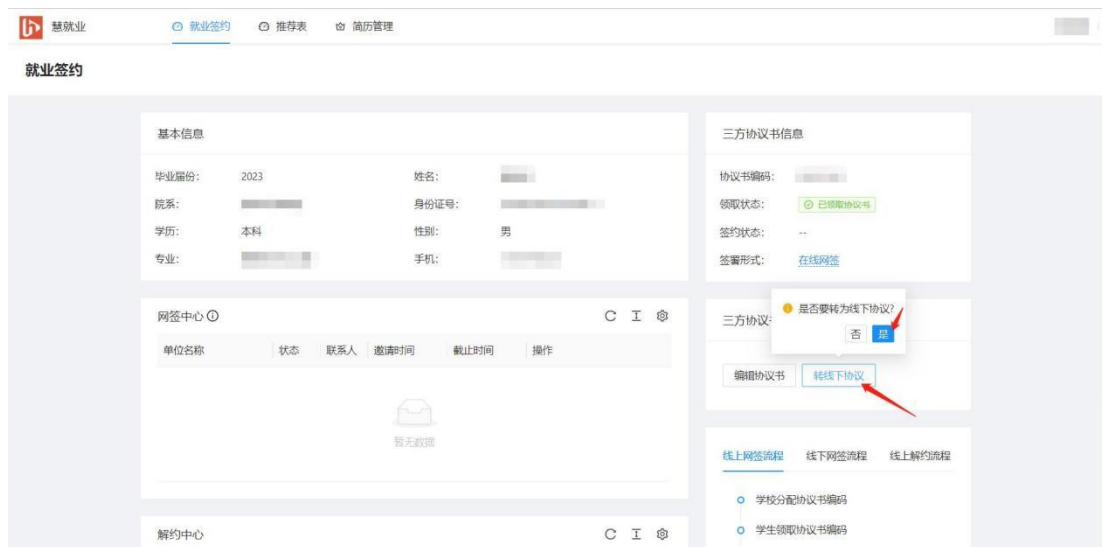 慧就业 就业签约 推荐表 简历管理
就业签约
基本信息
毕业届份： 2023 姓名：
院系： 身份证号：
学历： 本科 性别： 男
专业： 手机：
三方协议书信息
协议书编码：
领取状态： 已领取协议书
签约状态： --
签署形式： 在线网签
网签中心
单位名称 状态 联系人 邀请时间 截止时间 操作
暂无数据
三方协议
是否要转为线下协议?
否 是
编辑协议书 转线下协议
线上网签流程 线下网签流程 线上解约流程
学校分配协议书编码
学生领取协议书编码
解约中心